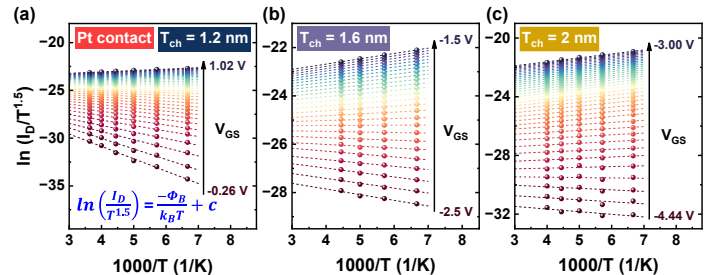 (a)
Pt contact
T_ch = 1.2 nm
ln (I_D/T^1.5)
−20
−25
−30
−35
1.02 V
V_GS
-0.26 V
ln(I_D/T^1.5) = −Φ_B/k_BT + c
3 4 5 6 7 8
1000/T (1/K)
(b)
T_ch = 1.6 nm
−22
−24
−26
−28
-1.5 V
V_GS
-2.5 V
3 4 5 6 7 8
1000/T (1/K)
(c)
T_ch = 2 nm
−20
−22
−24
−26
−28
−30
−32
-3.00 V
V_GS
-4.44 V
3 4 5 6 7 8
1000/T (1/K)